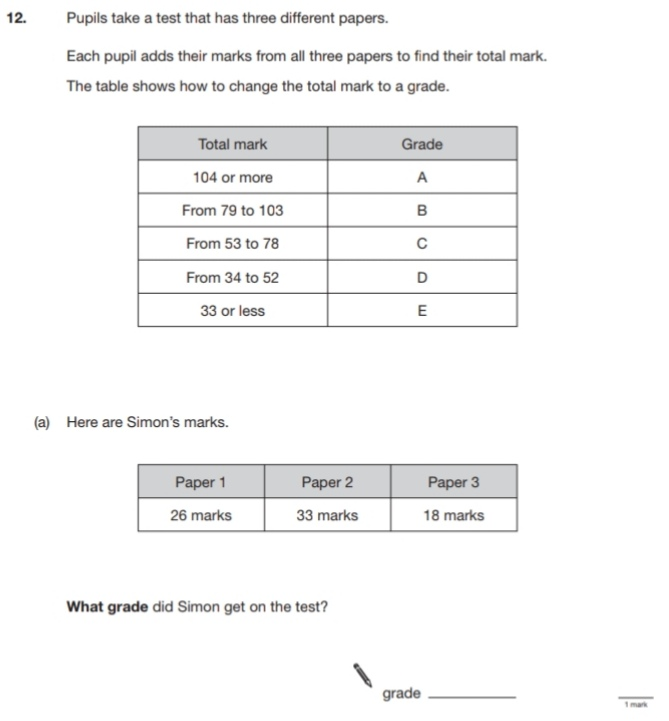 12. Pupils take a test that has three different papers.
Each pupil adds their marks from all three papers to find their total mark.
The table shows how to change the total mark to a grade.
Total mark Grade
104 or more A
From 79 to 103 B
From 53 to 78 C
From 34 to 52 D
33 or less E
(a) Here are Simon's marks.
Paper 1 Paper 2 Paper 3
26 marks 33 marks 18 marks
What grade did Simon get on the test?
grade
1 mark